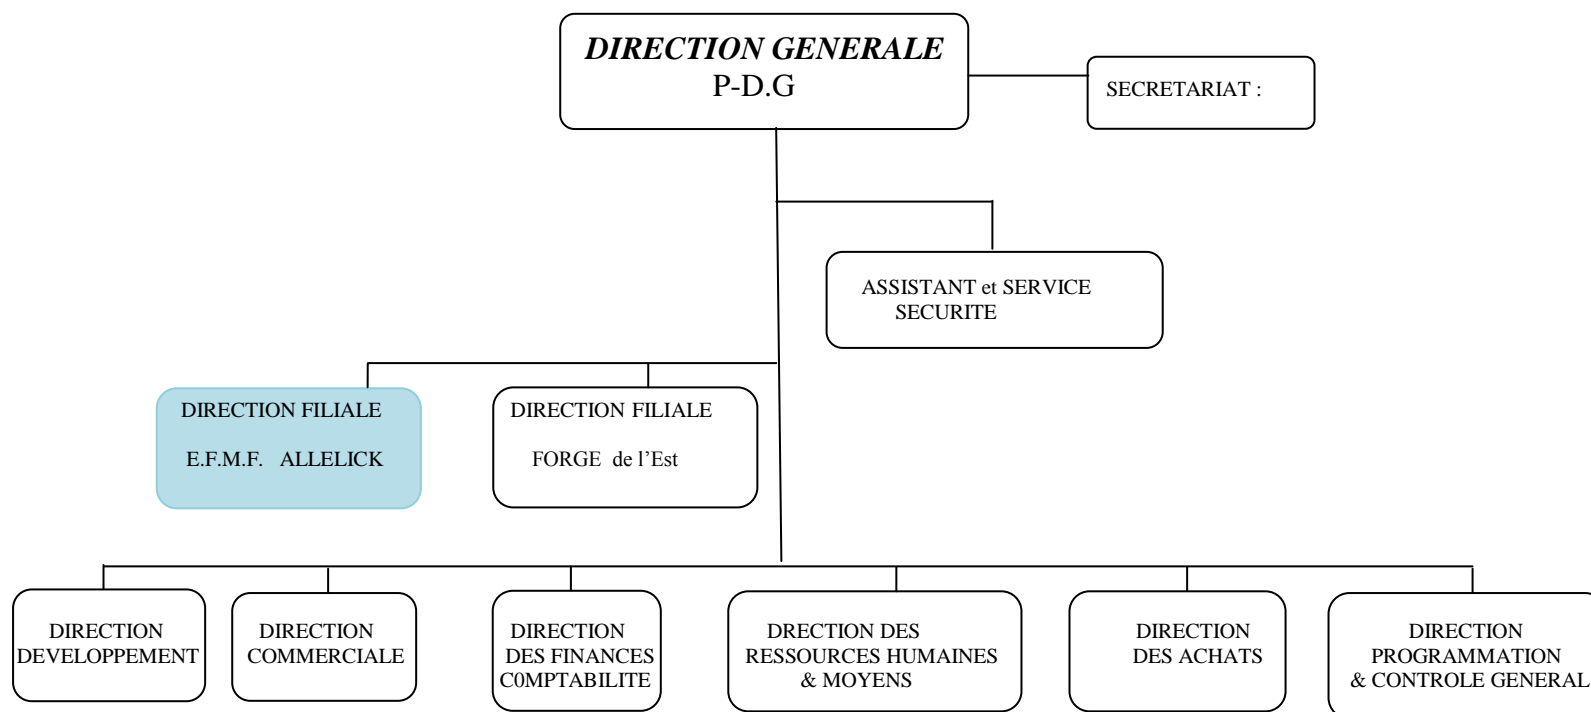 DIRECTION GENERALE
P-D.G
SECRETARIAT :
ASSISTANT et SERVICE
SECURITE
DIRECTION FILIALE
E.F.M.F. ALLELICK
DIRECTION FILIALE
FORGE de l’Est
DIRECTION
DEVELOPPEMENT
DIRECTION
COMMERCIALE
DIRECTION
DES FINANCES
C0MPTABILITE
DRECTION DES
RESSOURCES HUMAINES
& MOYENS
DIRECTION
DES ACHATS
DIRECTION
PROGRAMMATION
& CONTROLE GENERAL